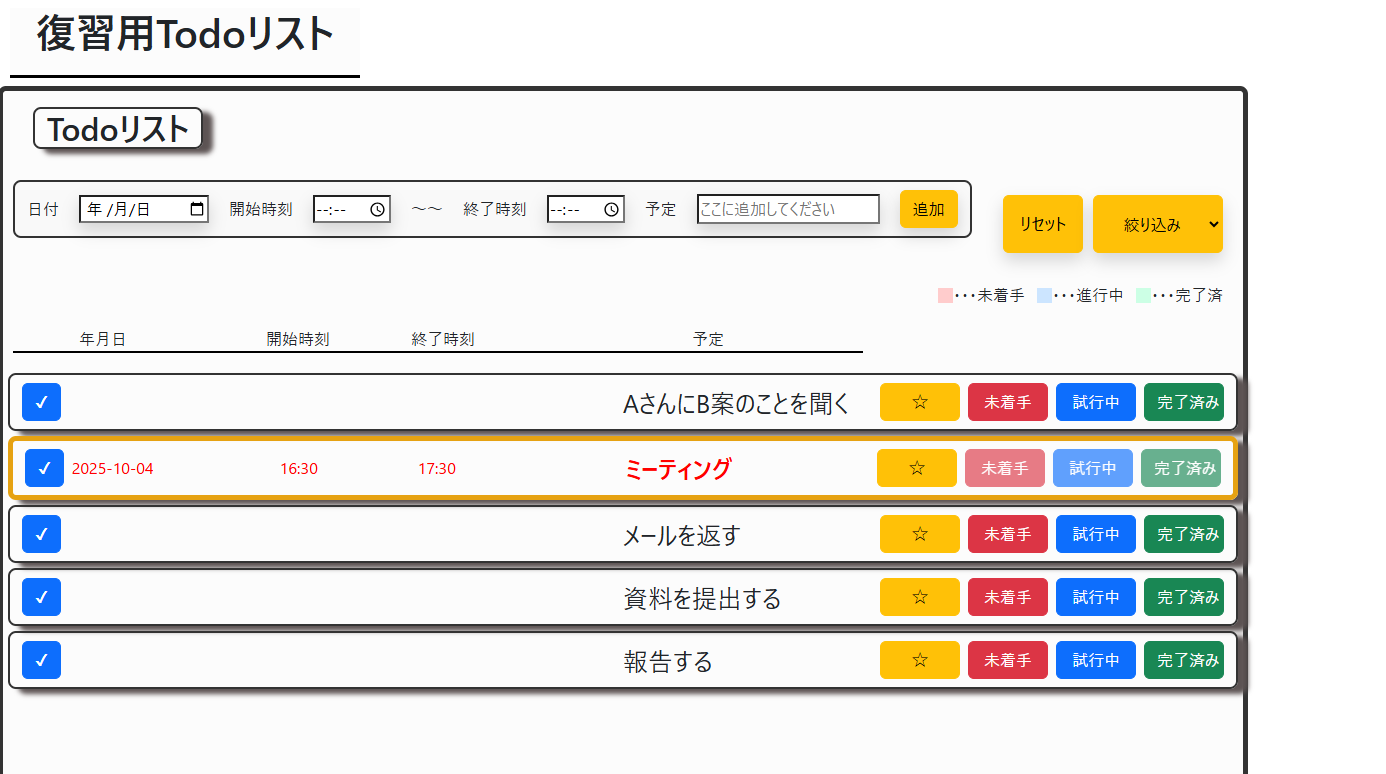 復習用Todoリスト
Todoリスト
日付 年 /月/日 開始時刻 --:-- ～～ 終了時刻 --:-- 予定 ここに追加してください 追加
リセット 絞り込み
･･･未着手 ･･･進行中 ･･･完了済
年月日 開始時刻 終了時刻 予定
✓ AさんにB案のことを聞く ☆ 未着手 試行中 完了済み
✓ 2025-10-04 16:30 17:30 ミーティング ☆ 未着手 試行中 完了済み
✓ メールを返す ☆ 未着手 試行中 完了済み
✓ 資料を提出する ☆ 未着手 試行中 完了済み
✓ 報告する ☆ 未着手 試行中 完了済み